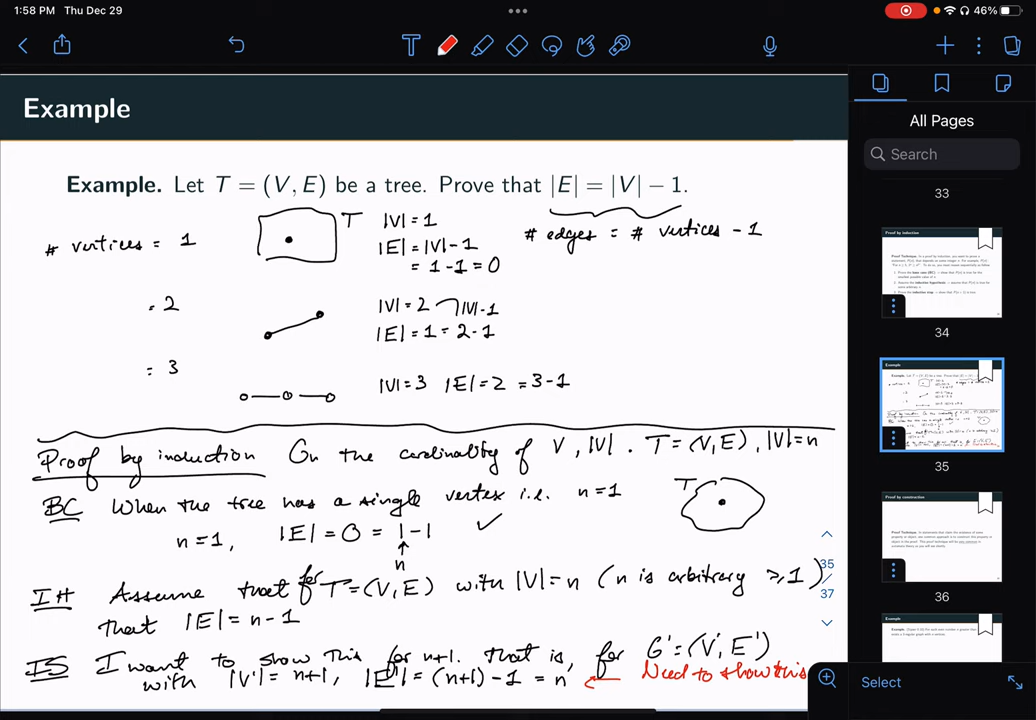 1:58 PM Thu Dec 29
46%
Example
Example. Let T = (V, E) be a tree. Prove that |E| = |V| − 1.
# vertices = 1
T
|V| = 1
|E| = |V| - 1
= 1 - 1 = 0
# edges = # vertices - 1
= 2
|V| = 2
|V| - 1
|E| = 1 = 2 - 1
= 3
|V| = 3 |E| = 2 = 3 - 1
Proof by induction On the cardinality of V, |V|. T = (V, E), |V| = n
BC When the tree has a single vertex i.e. n = 1
T
n = 1, |E| = 0 = 1 - 1 ✓
n
IH Assume that for T = (V, E) with |V| = n (n is arbitrary ≥ 1)
that |E| = n - 1
IS I want to show this for n+1. that is, for G' = (V', E')
with |V'| = n+1, |E'| = (n+1) - 1 = n ← Need to show this
35
/
37
All Pages
Search
33
34
35
36
Select